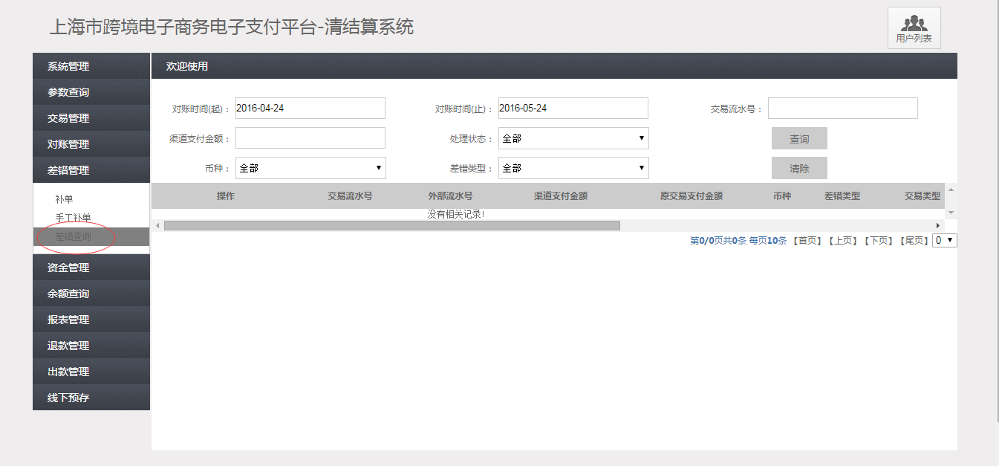 上海市跨境电子商务电子支付平台-清结算系统
用户列表
系统管理
参数查询
交易管理
对账管理
差错管理
补单
手工补单
差错查询
资金管理
余额查询
报表管理
退款管理
出款管理
线下预存
欢迎使用
对账时间(起)： 2016-04-24 对账时间(止)： 2016-05-24 交易流水号：
渠道支付金额： 处理状态： 全部 查询
币种： 全部 差错类型： 全部 清除
操作 交易流水号 外部流水号 渠道支付金额 原交易支付金额 币种 差错类型 交易类型
没有相关记录!
第0/0页共0条 每页10条 【首页】【上页】【下页】【尾页】 0